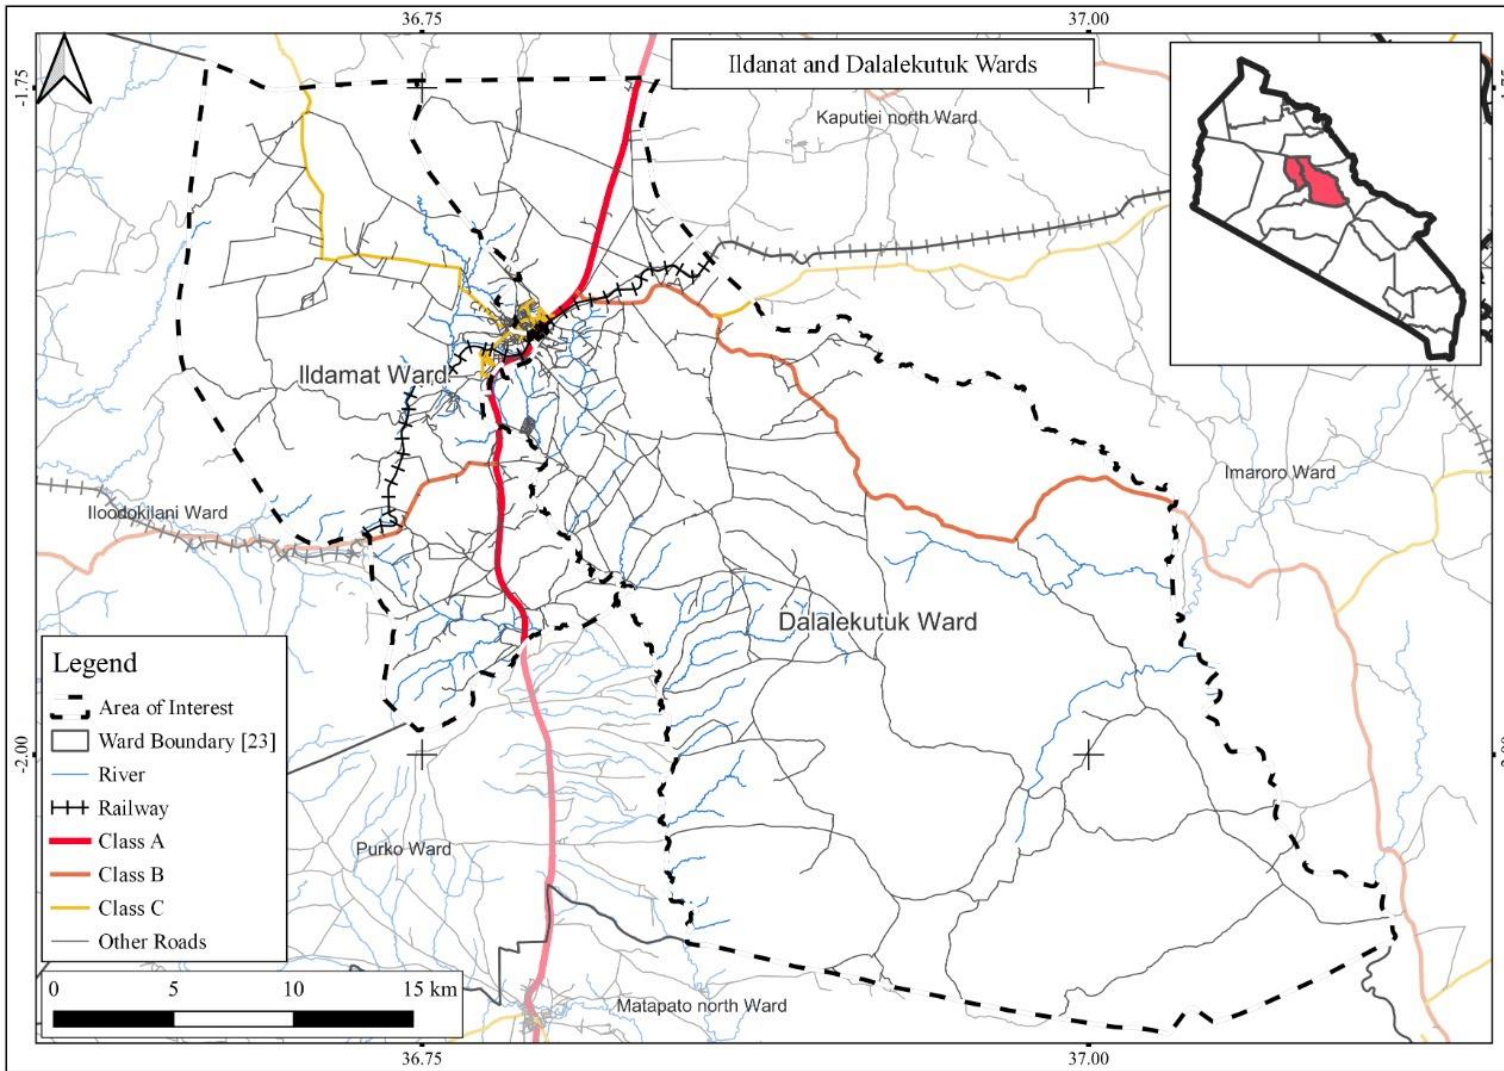 36.75
37.00
Ildanat and Dalalekutuk Wards
-1.75
Kaputiei north Ward
Ildamat Ward
Imaroro Ward
Iloodokilani Ward
Dalalekutuk Ward
Legend
Area of Interest
Ward Boundary [23]
River
Railway
Class A
Class B
Class C
Other Roads
-2.00
Purko Ward
Matapato north Ward
0 5 10 15 km
36.75
37.00